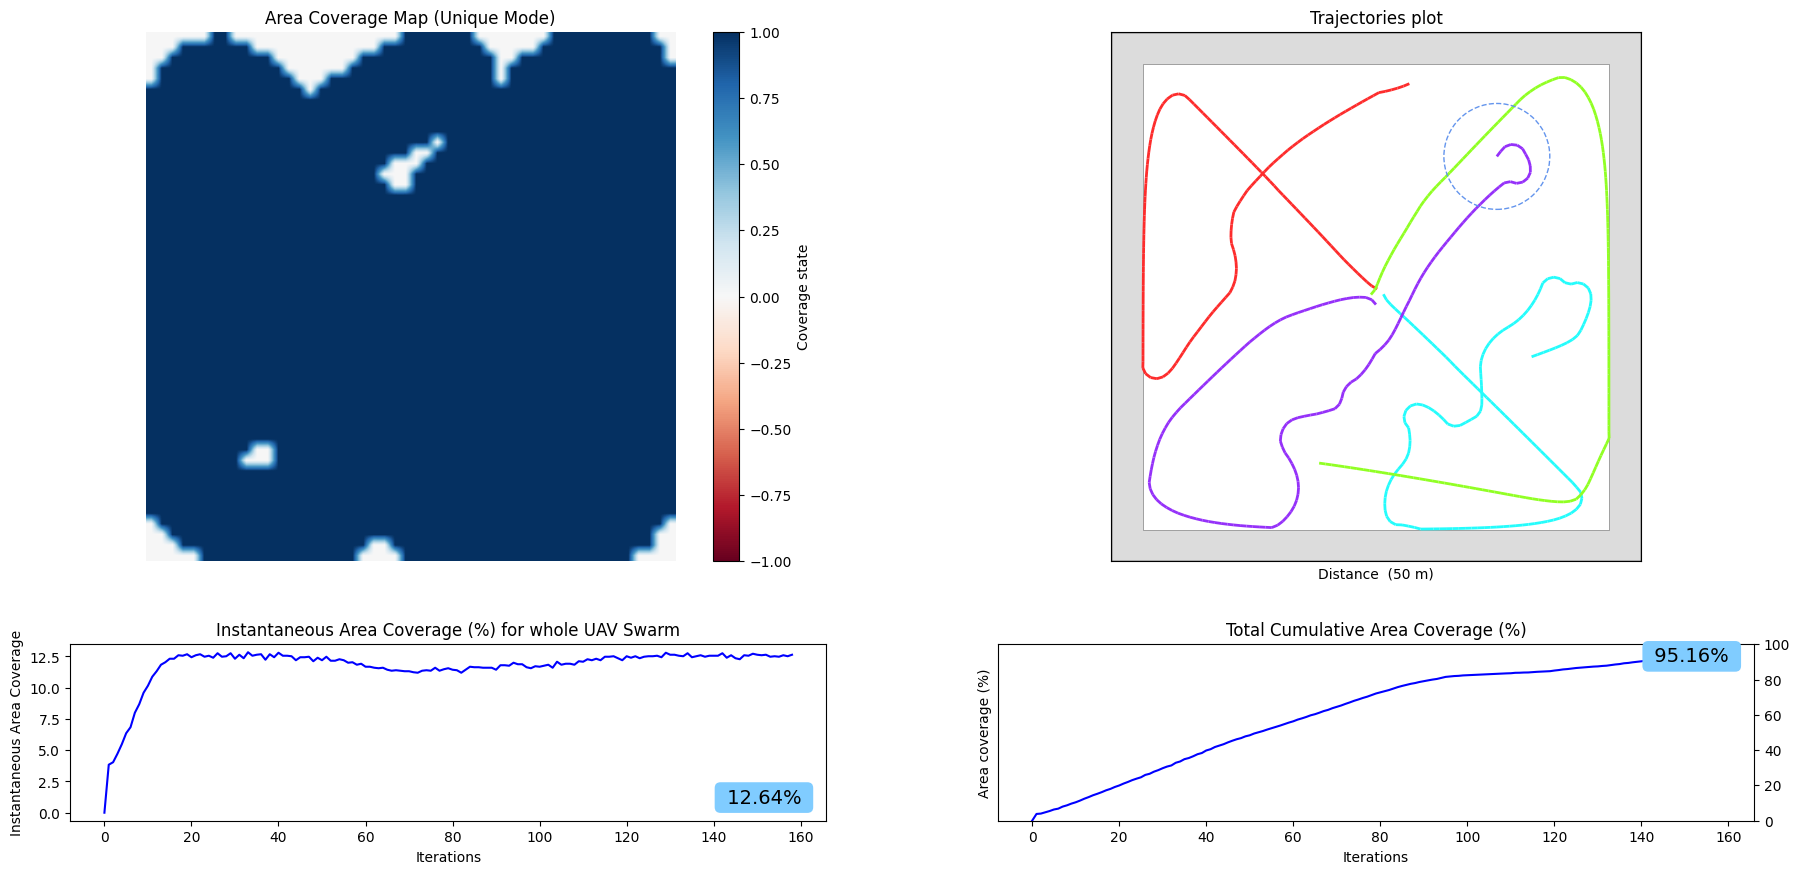 Area Coverage Map (Unique Mode)
1.00
0.75
0.50
0.25
0.00
−0.25
−0.50
−0.75
−1.00
Coverage state
Trajectories plot
Distance  (50 m)
Instantaneous Area Coverage (%) for whole UAV Swarm
Instantaneous Area Coverage
12.5
10.0
7.5
5.0
2.5
0.0
12.64%
0 20 40 60 80 100 120 140 160
Iterations
Total Cumulative Area Coverage (%)
Area coverage (%)
95.16%
100
80
60
40
20
0
0 20 40 60 80 100 120 140 160
Iterations